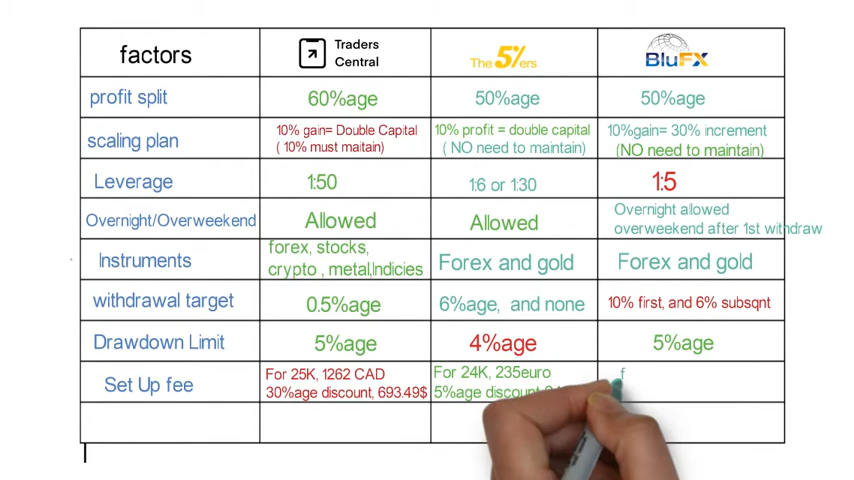 factors
Traders
Central
The 5%ers
BluFX
profit split
60%age
50%age
50%age
scaling plan
10% gain= Double Capital
( 10% must maitain)
10% profit = double capital
( NO need to maintain)
10%gain= 30% increment
(NO need to maintain)
Leverage
1:50
1:6 or 1:30
1:5
Overnight/Overweekend
Allowed
Allowed
Overnight allowed
overweekend after 1st withdraw
Instruments
forex, stocks,
crypto , metal,Indicies
Forex and gold
Forex and gold
withdrawal target
0.5%age
6%age, and none
10% first, and 6% subsqnt
Drawdown Limit
5%age
4%age
5%age
Set Up fee
For 25K, 1262 CAD
30%age discount, 693.49$
For 24K, 235euro
5%age discount
f